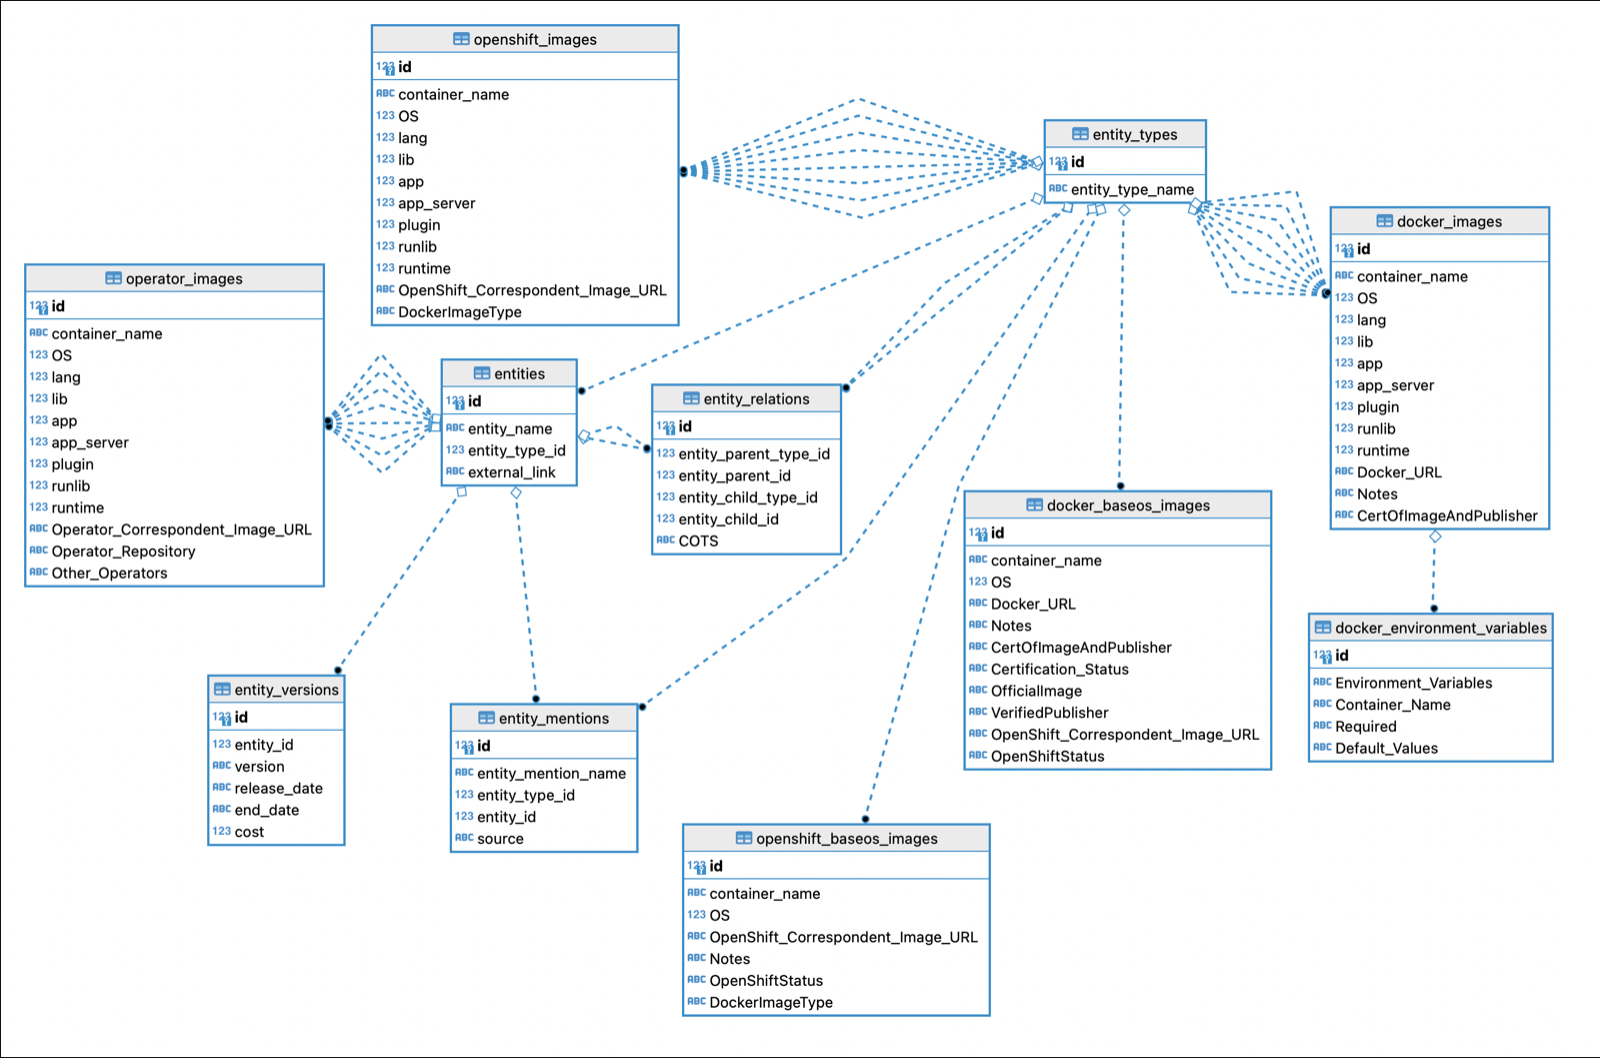 openshift_images
123 id
ABC container_name
123 OS
123 lang
123 lib
123 app
123 app_server
123 plugin
123 runlib
123 runtime
ABC OpenShift_Correspondent_Image_URL
ABC DockerImageType
entity_types
123 id
ABC entity_type_name
docker_images
123 id
ABC container_name
123 OS
123 lang
123 lib
123 app
123 app_server
123 plugin
123 runlib
123 runtime
ABC Docker_URL
ABC Notes
ABC CertOfImageAndPublisher
operator_images
123 id
ABC container_name
123 OS
123 lang
123 lib
123 app
123 app_server
123 plugin
123 runlib
123 runtime
ABC Operator_Correspondent_Image_URL
ABC Operator_Repository
ABC Other_Operators
entities
123 id
ABC entity_name
123 entity_type_id
ABC external_link
entity_relations
123 id
123 entity_parent_type_id
123 entity_parent_id
123 entity_child_type_id
123 entity_child_id
ABC COTS
docker_baseos_images
123 id
ABC container_name
123 OS
ABC Docker_URL
ABC Notes
ABC CertOfImageAndPublisher
ABC Certification_Status
ABC OfficialImage
ABC VerifiedPublisher
ABC OpenShift_Correspondent_Image_URL
ABC OpenShiftStatus
docker_environment_variables
123 id
ABC Environment_Variables
ABC Container_Name
ABC Required
ABC Default_Values
entity_versions
123 id
123 entity_id
ABC version
ABC release_date
ABC end_date
123 cost
entity_mentions
123 id
ABC entity_mention_name
123 entity_type_id
123 entity_id
ABC source
openshift_baseos_images
123 id
ABC container_name
123 OS
ABC OpenShift_Correspondent_Image_URL
ABC Notes
ABC OpenShiftStatus
ABC DockerImageType